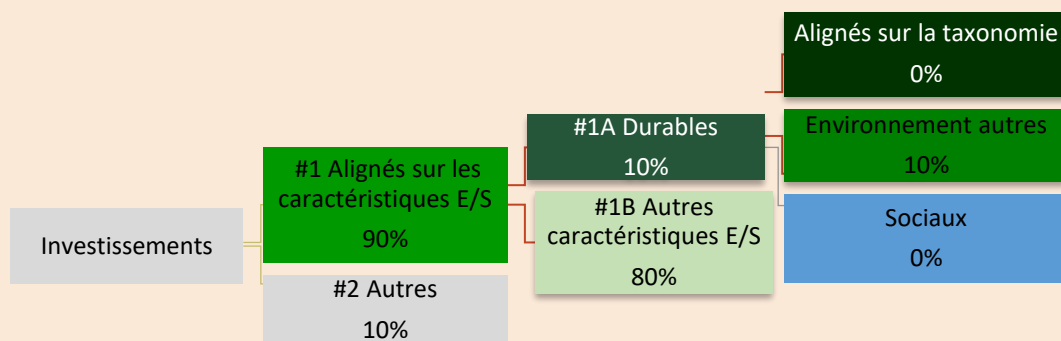 Investissements
#1 Alignés sur les
caractéristiques E/S
90%
#2 Autres
10%
#1A Durables
10%
#1B Autres
caractéristiques E/S
80%
Alignés sur la taxonomie
0%
Environnement autres
10%
Sociaux
0%